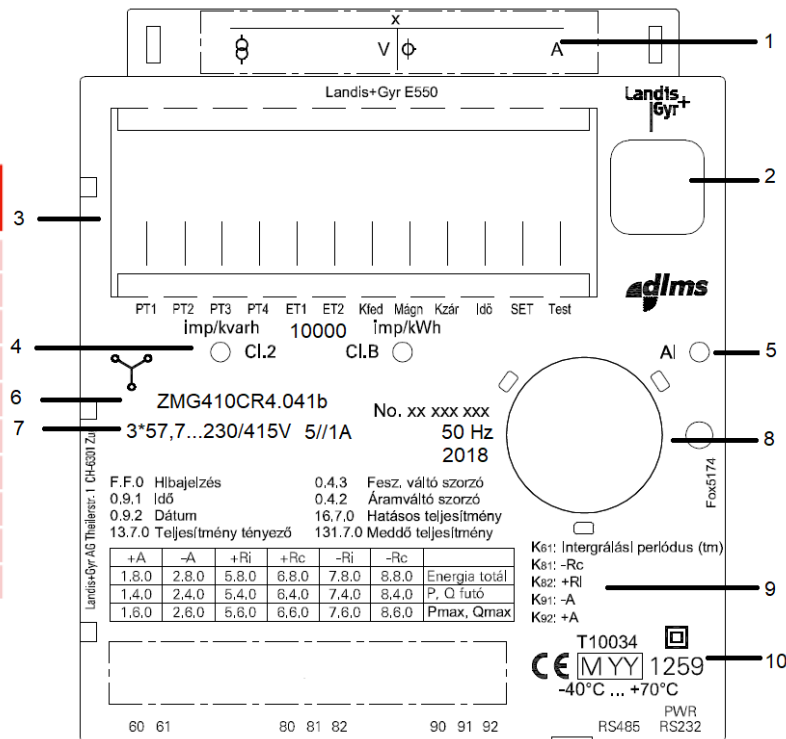 x
V A 1
Landis+Gyr E550
Landis+
Gyr
2
3
dlms
PT1 PT2 PT3 PT4 ET1 ET2 Kfed Mágn Kzár Idő SET Test
imp/kvarh 10000 imp/kWh
4 Cl.2 Cl.B AI 5
6 ZMG410CR4.041b
No. xx xxx xxx
7 3*57,7...230/415V 5//1A 50 Hz
8
2018
Fox5174
Landis+Gyr AG Theilerstr. 1 CH-6301 Zu
F.F.0 Hibajelzés 0.4.3 Fesz. váltó szorzó
0.9.1 Idő 0.4.2 Áramváltó szorzó
0.9.2 Dátum 16.7.0 Hatásos teljesítmény
13.7.0 Teljesítmény tényező 131.7.0 Meddő teljesítmény
+A -A +Ri +Rc -Ri -Rc
1.8.0 2.8.0 5.8.0 6.8.0 7.8.0 8.8.0 Energia totál
1.4.0 2.4.0 5.4.0 6.4.0 7.4.0 8.4.0 P, Q futó
1.6.0 2.6.0 5.6.0 6.6.0 7.6.0 8.6.0 Pmax, Qmax
K61: Intergrálási periódus (tm)
K81: -Rc
K82: +Ri
K91: -A
K92: +A
9
T10034
CE M YY 1259 10
-40°C ... +70°C
60 61 80 81 82 90 91 92
PWR
RS485 RS232